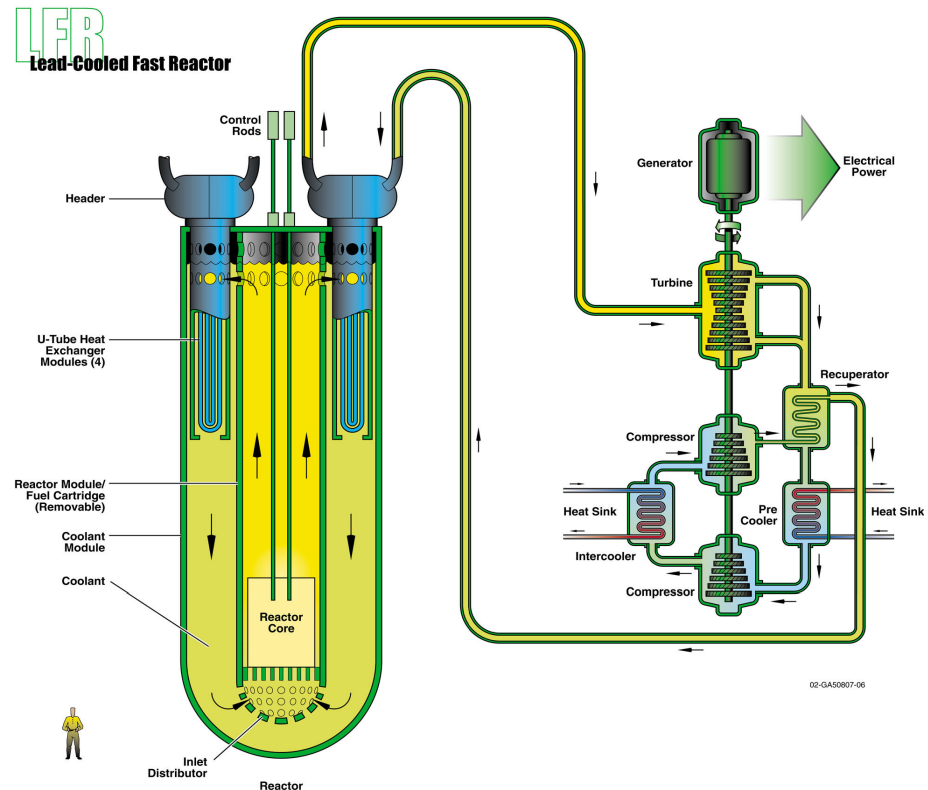 LFR
Lead-Cooled Fast Reactor
Control
Rods
Header
Generator
Electrical
Power
Turbine
U-Tube Heat
Exchanger
Modules (4)
Recuperator
Compressor
Reactor Module/
Fuel Cartridge
(Removable)
Heat Sink
Pre
Cooler
Heat Sink
Coolant
Module
Intercooler
Coolant
Compressor
Reactor
Core
02-GA50807-06
Inlet
Distributor
Reactor